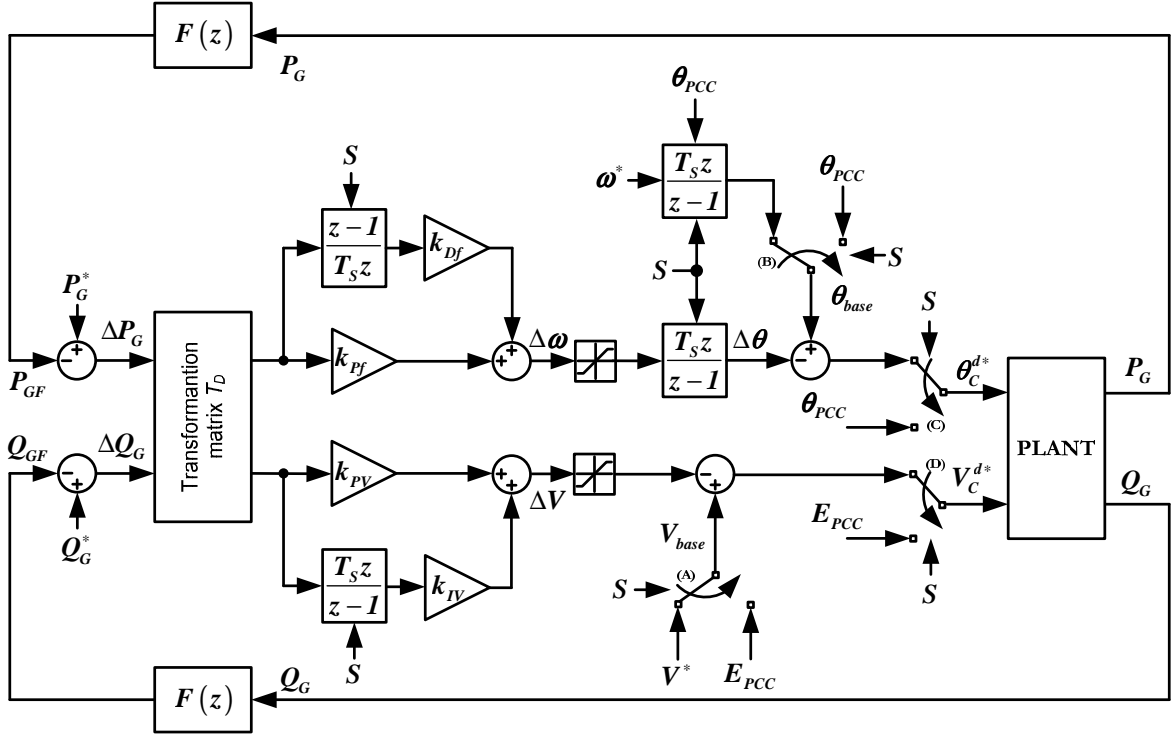 F(z)
P_G
θ_PCC
S
ω*
T_S z
z − 1
θ_PCC
z − 1
T_S z
k_Df
S
(B)
S
P_G*
θ_base
S
ΔP_G
Δω
T_S z
z − 1
Δθ
k_Pf
P_GF
θ_C^d*
P_G
Transformantion
matrix T_D
θ_PCC
(C)
PLANT
Q_GF
ΔQ_G
k_PV
ΔV
(D)
V_C^d*
Q_G
Q_G*
V_base
E_PCC
T_S z
z − 1
k_IV
S
(A)
S
S
V*
E_PCC
F(z)
Q_G
+
+
+
+
−
−
−
−